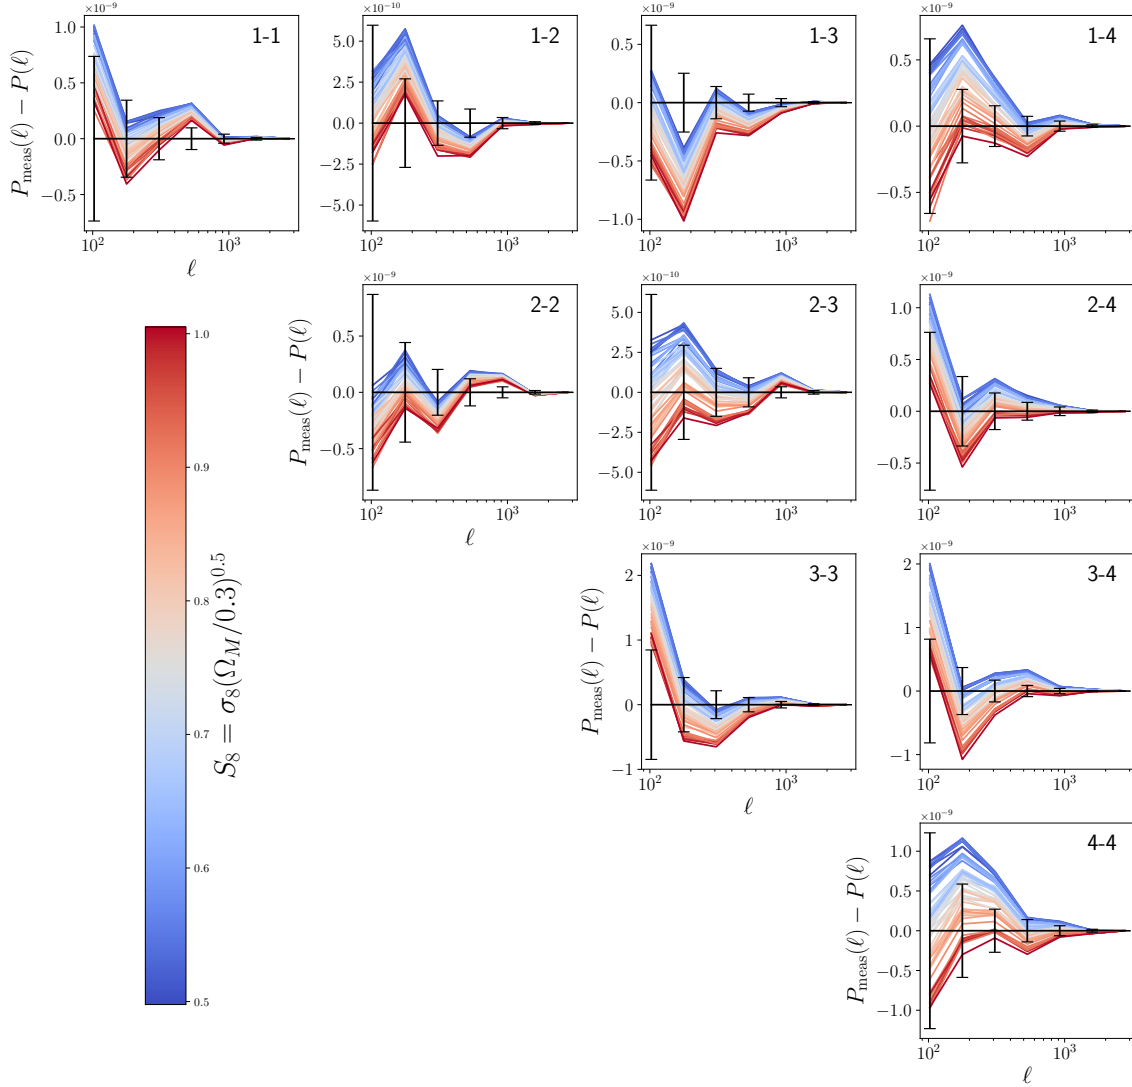 ×10⁻⁹ ×10⁻¹⁰ ×10⁻⁹ ×10⁻⁹
1-1 1-2 1-3 1-4
P_meas(ℓ) − P(ℓ)
1.0 0.5 0.0 −0.5
5.0 2.5 0.0 −2.5 −5.0
0.5 0.0 −0.5 −1.0
0.5 0.0 −0.5
10² 10³ 10² 10³ 10² 10³ 10² 10³
ℓ
×10⁻⁹ ×10⁻¹⁰ ×10⁻⁹
2-2 2-3 2-4
P_meas(ℓ) − P(ℓ)
0.5 0.0 −0.5
P_meas(ℓ) − P(ℓ)
5.0 2.5 0.0 −2.5 −5.0
1.0 0.5 0.0 −0.5
10² 10³ 10² 10³ 10² 10³
ℓ
1.0
0.9
0.8
0.7
0.6
0.5
S₈ = σ₈(Ω_M/0.3)^0.5
×10⁻⁹ ×10⁻⁹
3-3 3-4
P_meas(ℓ) − P(ℓ)
2 1 0 −1
2 1 0 −1
10² 10³ 10² 10³
ℓ
×10⁻⁹
4-4
P_meas(ℓ) − P(ℓ)
1.0 0.5 0.0 −0.5 −1.0
10² 10³
ℓ